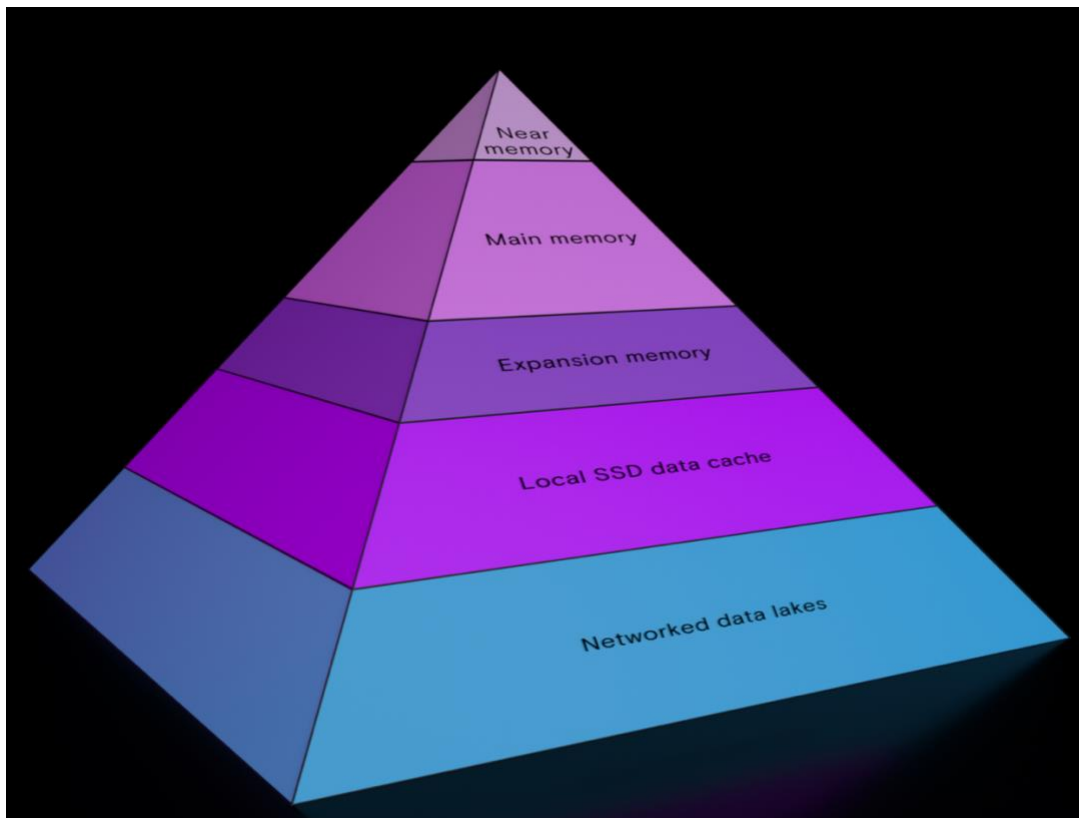 Near
memory
Main memory
Expansion memory
Local SSD data cache
Networked data lakes